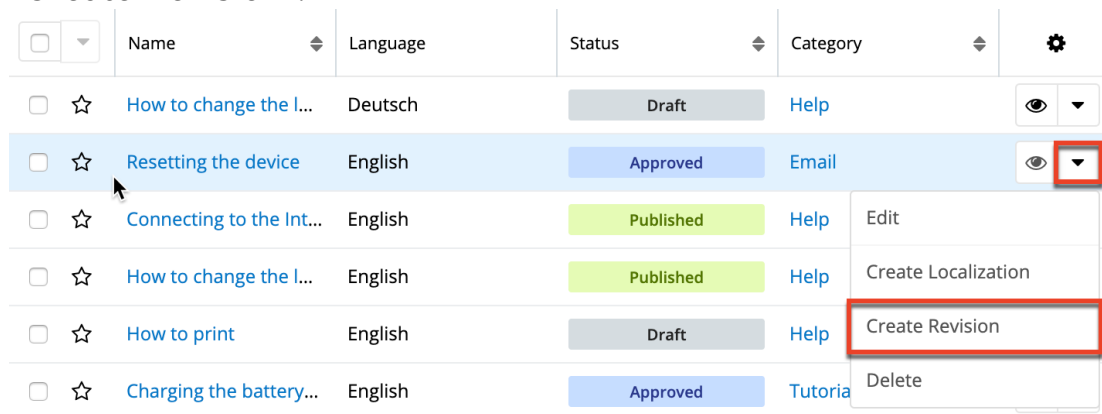 Name Language Status Category
How to change the l... Deutsch Draft Help
Resetting the device English Approved Email
Connecting to the Int... English Published Help
Edit
How to change the l... English Published Help
Create Localization
How to print English Draft Help
Create Revision
Charging the battery... English Approved Tutoria
Delete